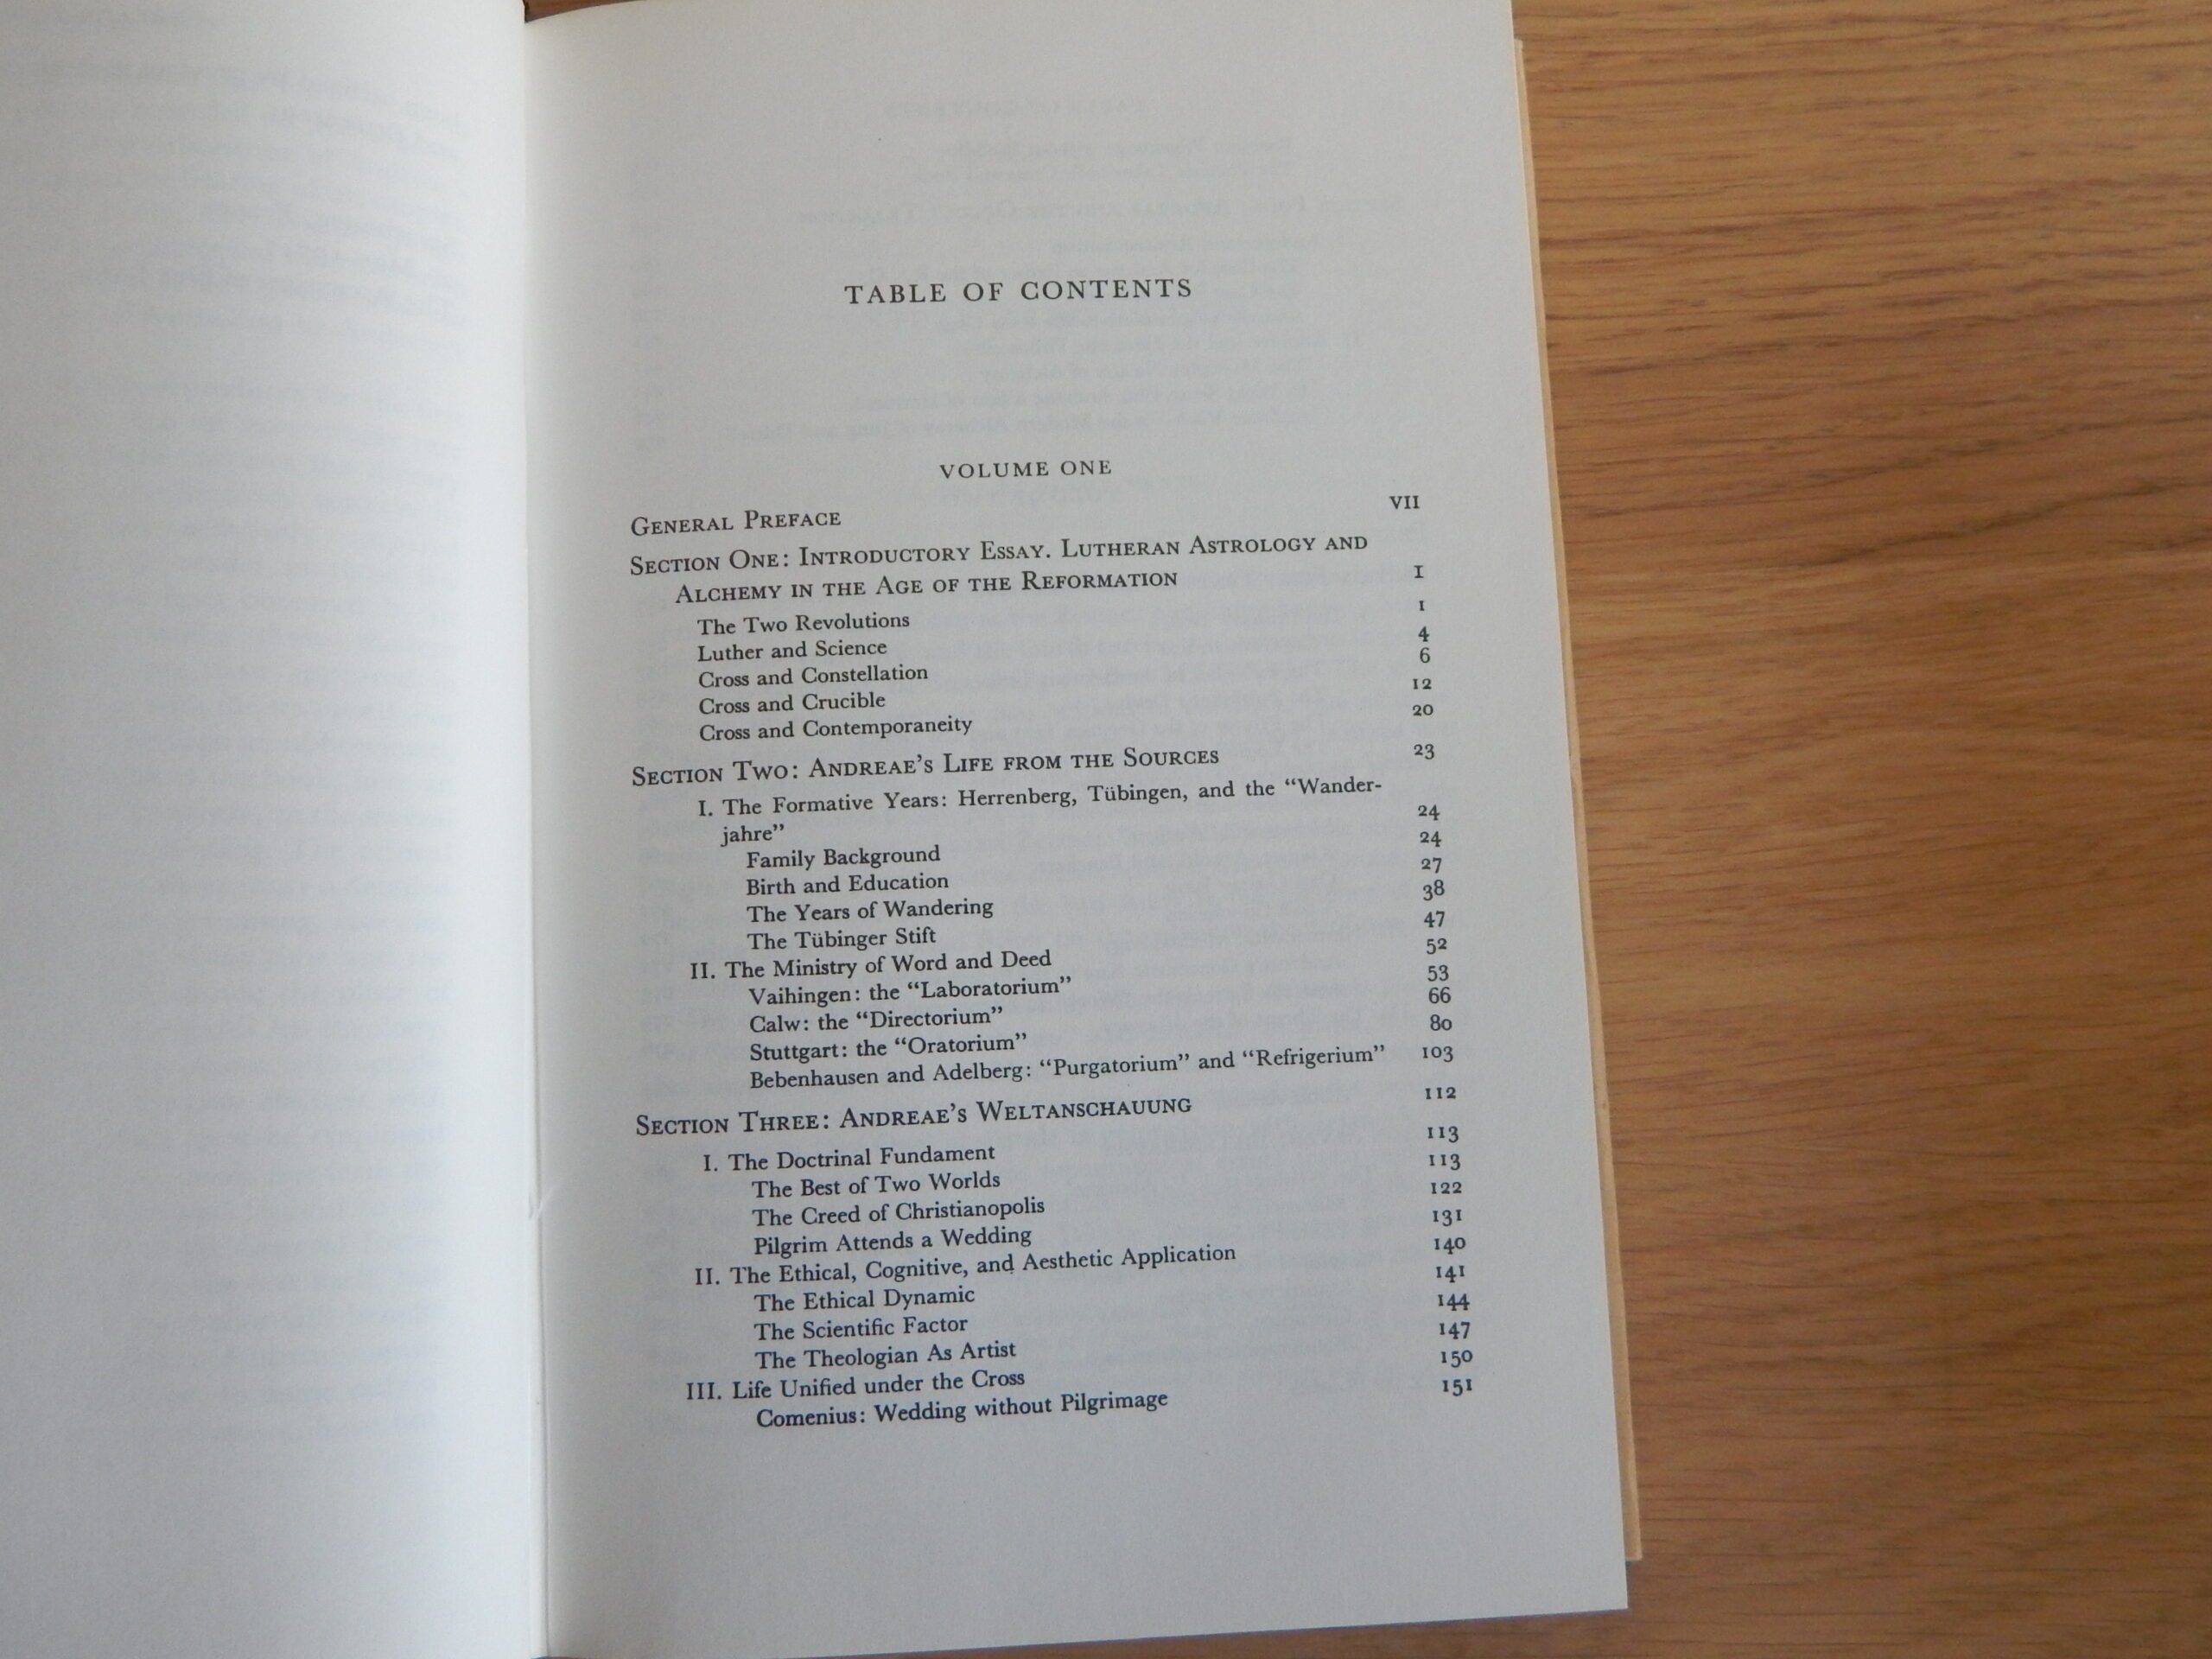 TABLE OF CONTENTS
VOLUME ONE
GENERAL PREFACE VII
SECTION ONE: INTRODUCTORY ESSAY. LUTHERAN ASTROLOGY AND
ALCHEMY IN THE AGE OF THE REFORMATION 1
The Two Revolutions 1
Luther and Science 4
Cross and Constellation 6
Cross and Crucible 12
Cross and Contemporaneity 20
SECTION TWO: ANDREAE'S LIFE FROM THE SOURCES 23
I. The Formative Years: Herrenberg, Tübingen, and the “Wander-
jahre” 24
Family Background 24
Birth and Education 27
The Years of Wandering 38
The Tübinger Stift 47
II. The Ministry of Word and Deed 52
Vaihingen: the “Laboratorium” 53
Calw: the “Directorium” 66
Stuttgart: the “Oratorium” 80
Bebenhausen and Adelberg: “Purgatorium” and “Refrigerium” 103
SECTION THREE: ANDREAE'S WELTANSCHAUUNG 112
I. The Doctrinal Fundament 113
The Best of Two Worlds 113
The Creed of Christianopolis 122
Pilgrim Attends a Wedding 131
II. The Ethical, Cognitive, and Aesthetic Application 140
The Ethical Dynamic 141
The Scientific Factor 144
The Theologian As Artist 147
III. Life Unified under the Cross 150
Comenius: Wedding without Pilgrimage 151